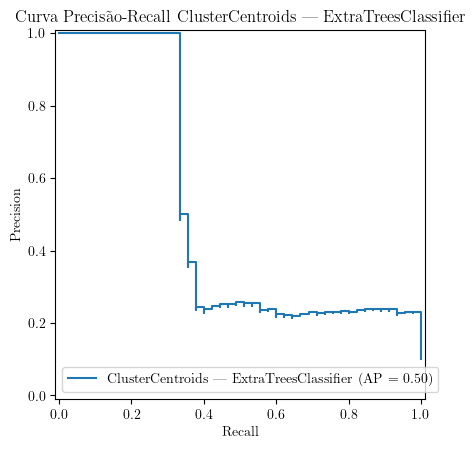 Curva Precisão-Recall ClusterCentroids — ExtraTreesClassifier
1.0
0.8
0.6
0.4
0.2
0.0
Precision
ClusterCentroids — ExtraTreesClassifier (AP = 0.50)
0.0 0.2 0.4 0.6 0.8 1.0
Recall